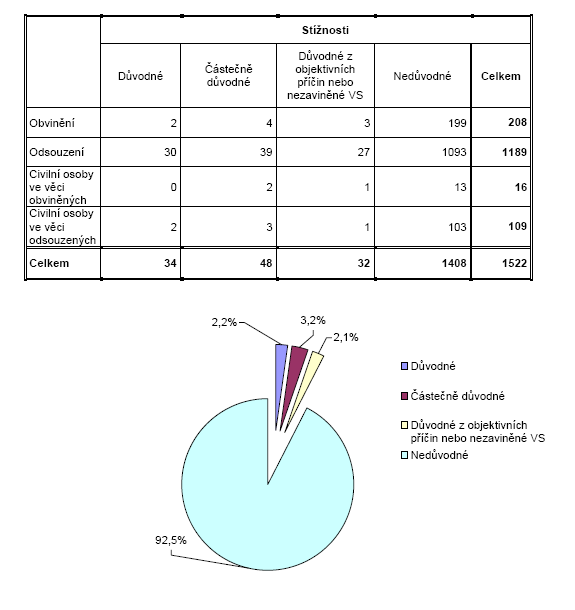 Stížnosti
Důvodné
Částečně
důvodné
Důvodné z
objektivních
příčin nebo
nezaviněné VS
Nedůvodné
Celkem
Obvinění 2 4 3 199 208
Odsouzení 30 39 27 1093 1189
Civilní osoby
ve věci
obviněných
0 2 1 13 16
Civilní osoby
ve věci
odsouzených
2 3 1 103 109
Celkem 34 48 32 1408 1522
2,2%
3,2%
2,1%
92,5%
Důvodné
Částečně důvodné
Důvodné z objektivních
příčin nebo nezaviněné VS
Nedůvodné